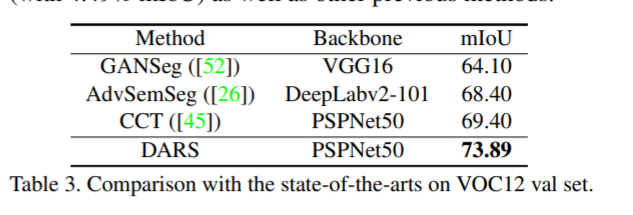 (with 4.49% mIoU) as well as other previous methods.
Method Backbone mIoU
GANSeg ([52]) VGG16 64.10
AdvSemSeg ([26]) DeepLabv2-101 68.40
CCT ([45]) PSPNet50 69.40
DARS PSPNet50 73.89
Table 3. Comparison with the state-of-the-arts on VOC12 val set.